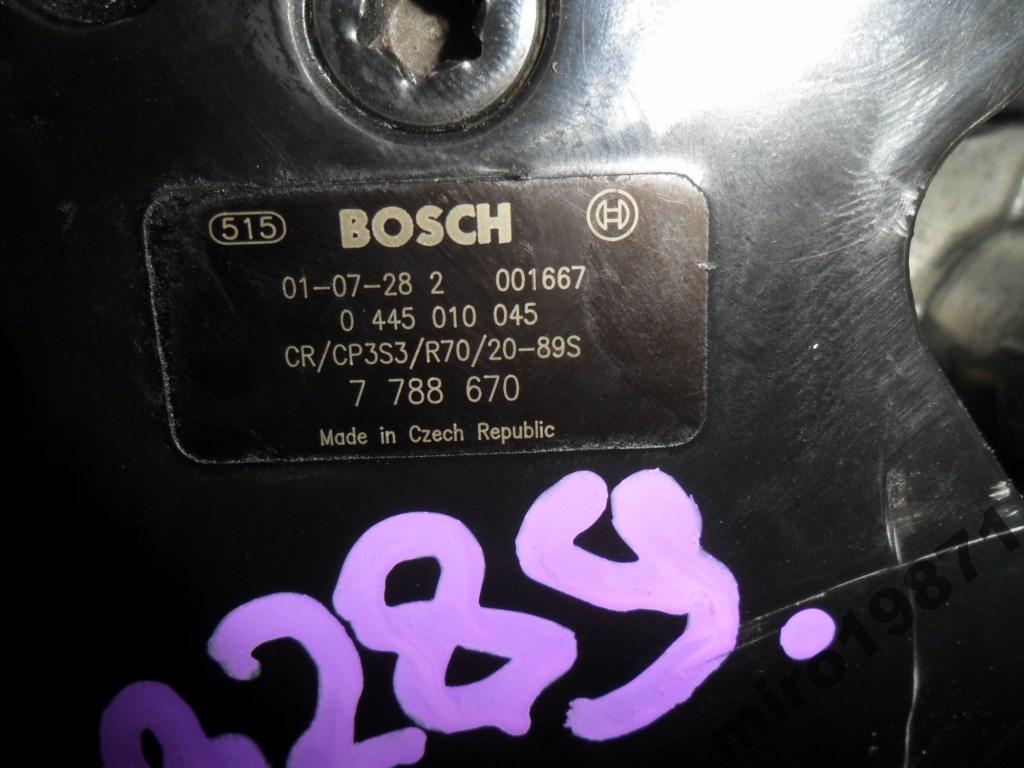 515 BOSCH
01-07-28 2 001667
0 445 010 045
CR/CP3S3/R70/20-89S
7 788 670
Made in Czech Republic
289.
miro19871